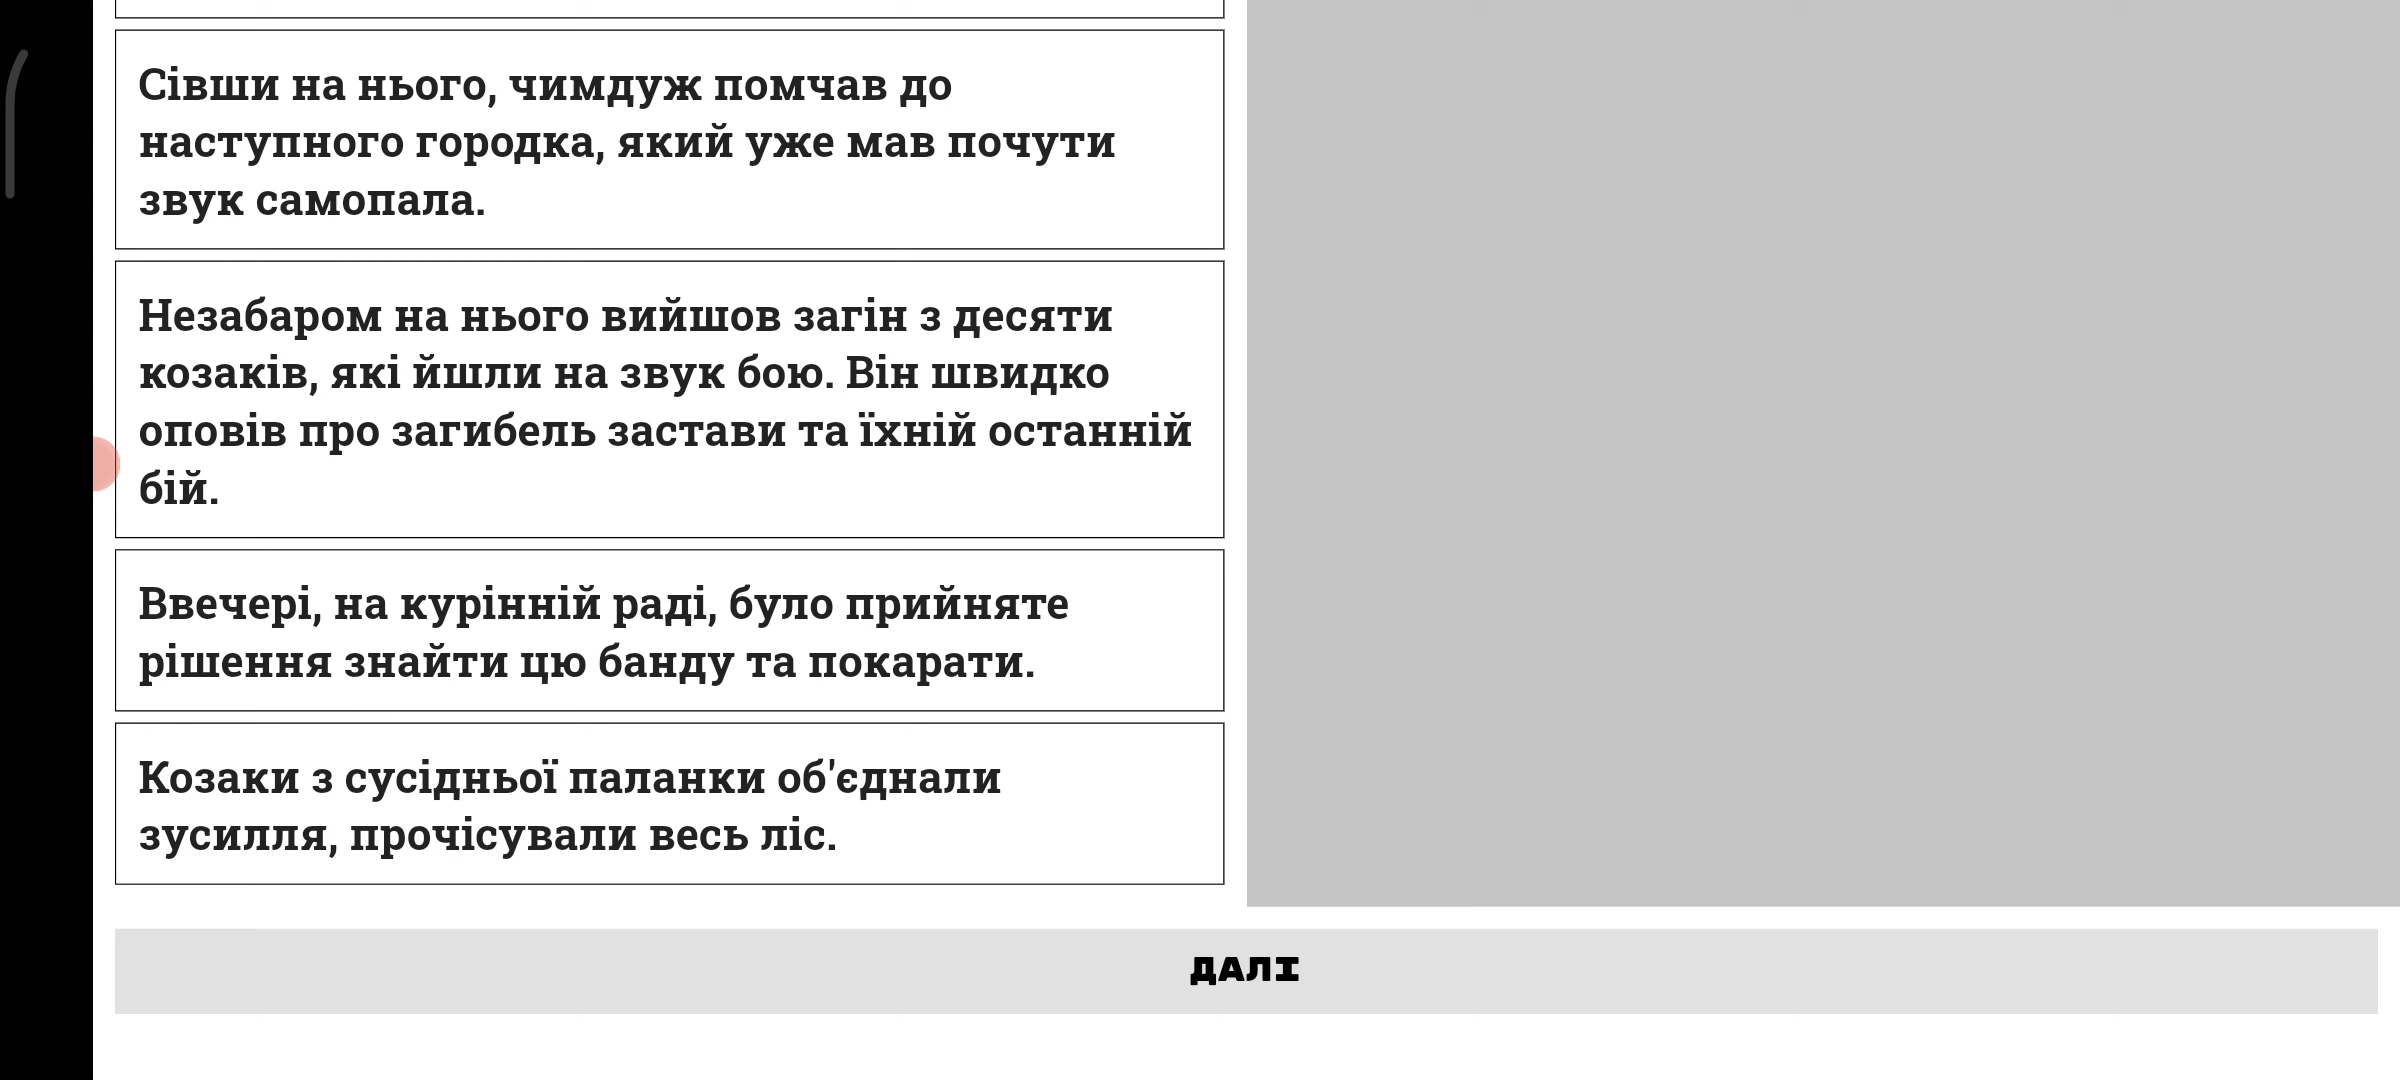 Сівши на нього, чимдуж помчав до
наступного городка, який уже мав почути
звук самопала.
Незабаром на нього вийшов загін з десяти
козаків, які йшли на звук бою. Він швидко
оповів про загибель застави та їхній останній
бій.
Ввечері, на курінній раді, було прийняте
рішення знайти цю банду та покарати.
Козаки з сусідньої паланки об'єднали
зусилля, прочісували весь ліс.
ДАЛІ